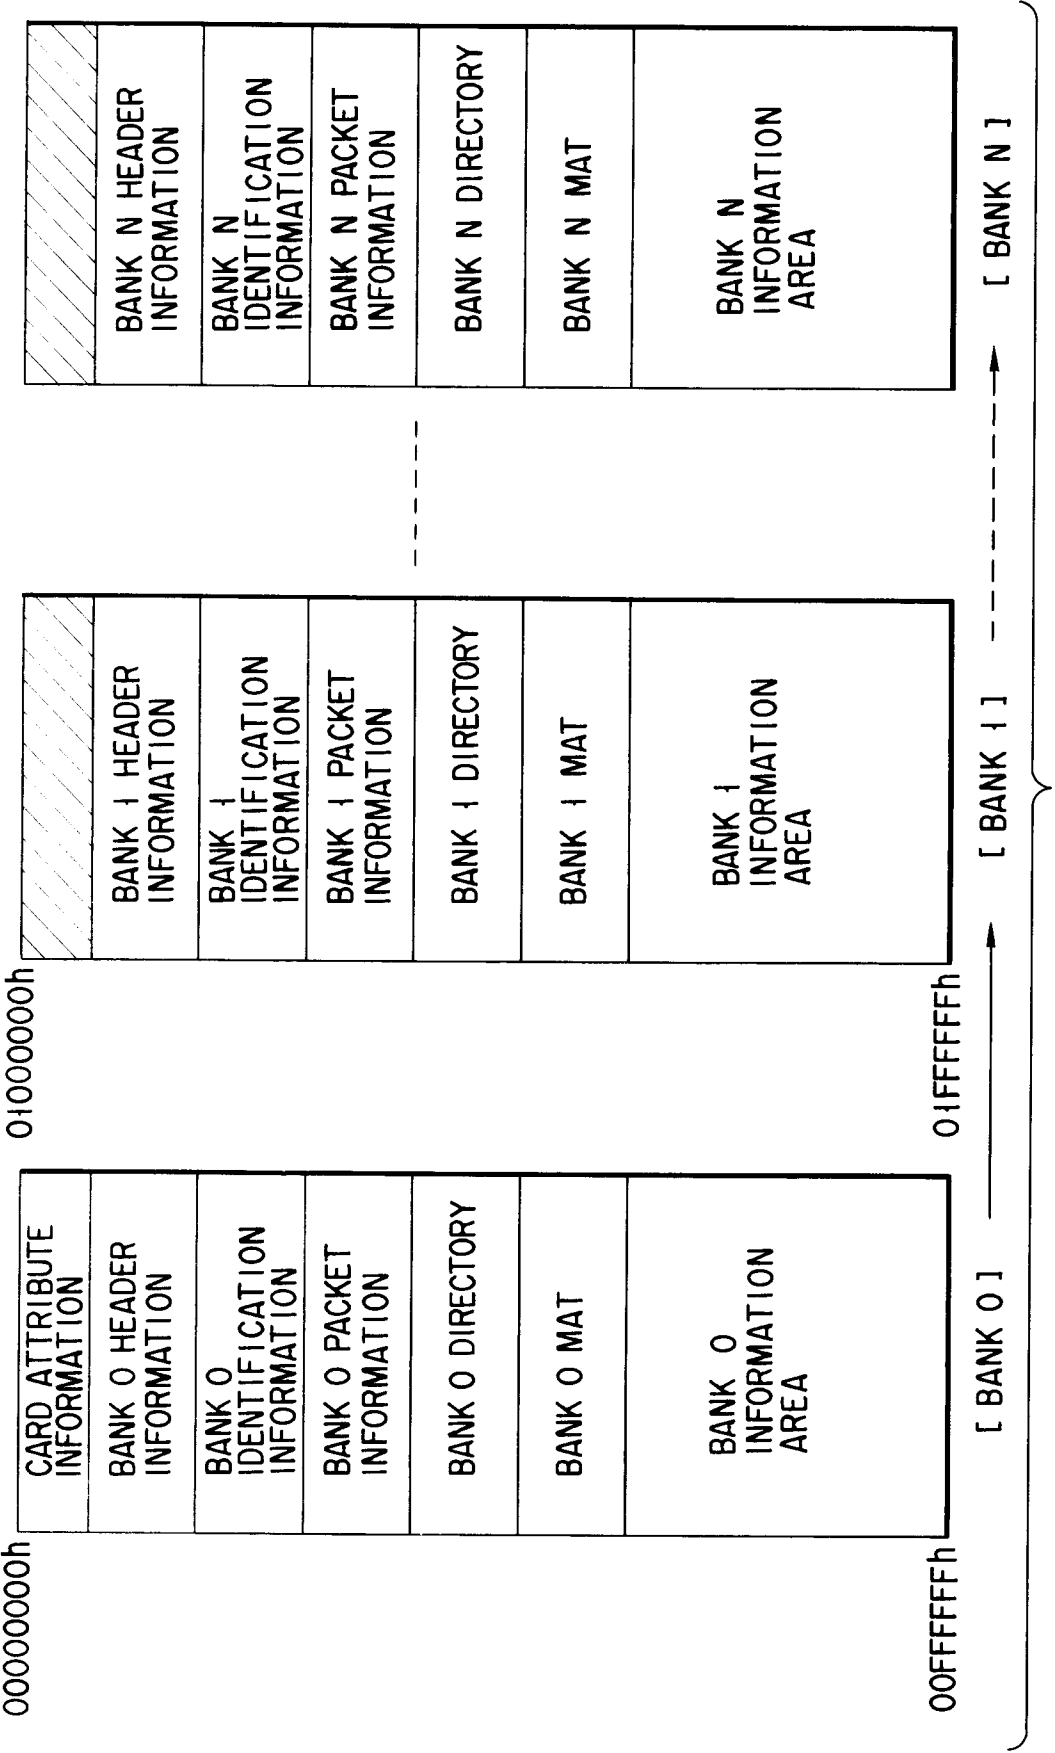 00000000h
CARD ATTRIBUTE
INFORMATION
BANK 0 HEADER
INFORMATION
BANK 0
IDENTIFICATION
INFORMATION
BANK 0 PACKET
INFORMATION
BANK 0 DIRECTORY
BANK 0 MAT
BANK 0
INFORMATION
AREA
00FFFFFFh
[ BANK 0 ]
01000000h
BANK 1 HEADER
INFORMATION
BANK 1
IDENTIFICATION
INFORMATION
BANK 1 PACKET
INFORMATION
BANK 1 DIRECTORY
BANK 1 MAT
BANK 1
INFORMATION
AREA
01FFFFFFh
[ BANK 1 ]
BANK N HEADER
INFORMATION
BANK N
IDENTIFICATION
INFORMATION
BANK N PACKET
INFORMATION
BANK N DIRECTORY
BANK N MAT
BANK N
INFORMATION
AREA
[ BANK N ]